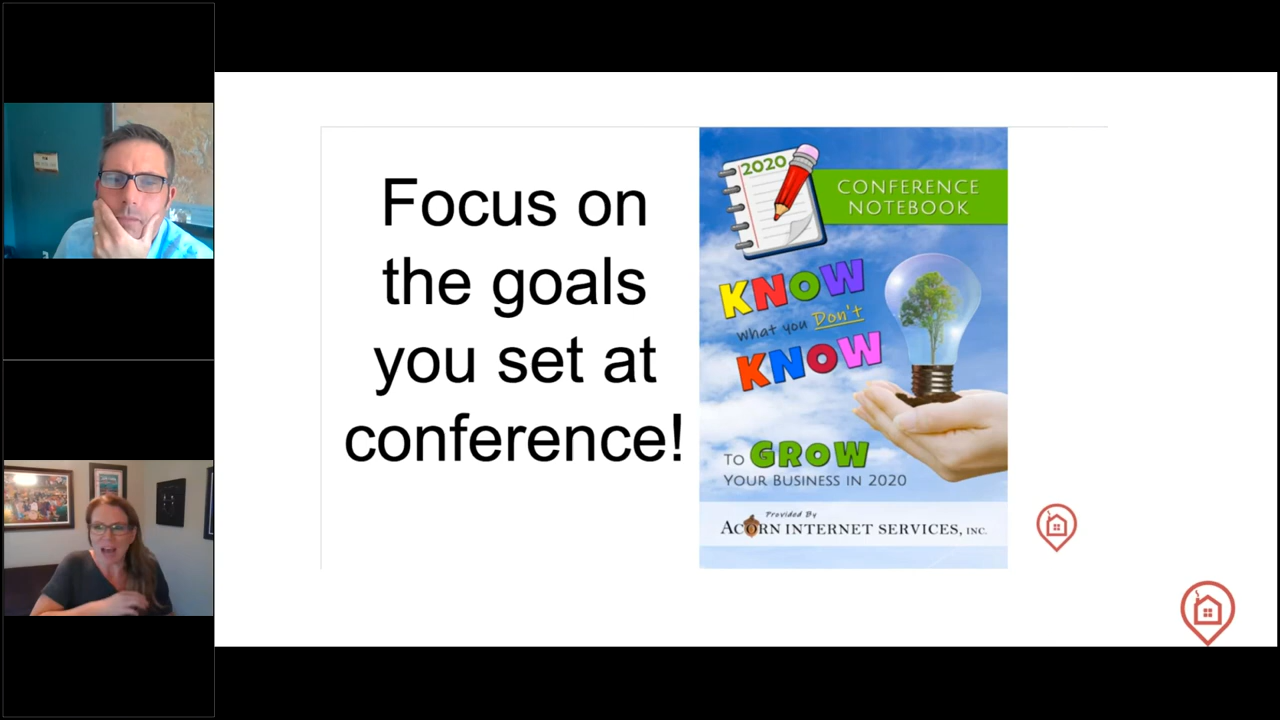 Focus on
the goals
you set at
conference!
2020
CONFERENCE
NOTEBOOK
KNOW
what you Don't
KNOW
To GROW
YOUR BUSINESS IN 2020
Provided By
ACORN INTERNET SERVICES, INC.